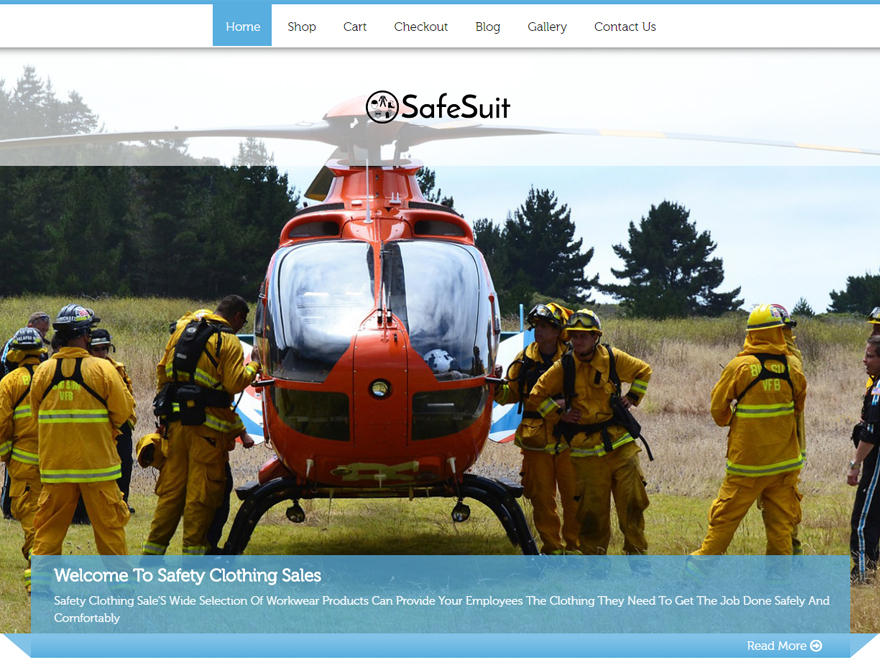 Home Shop Cart Checkout Blog Gallery Contact Us
SafeSuit
VFB
VFB
Welcome To Safety Clothing Sales
Safety Clothing Sale'S Wide Selection Of Workwear Products Can Provide Your Employees The Clothing They Need To Get The Job Done Safely And
Comfortably
Read More